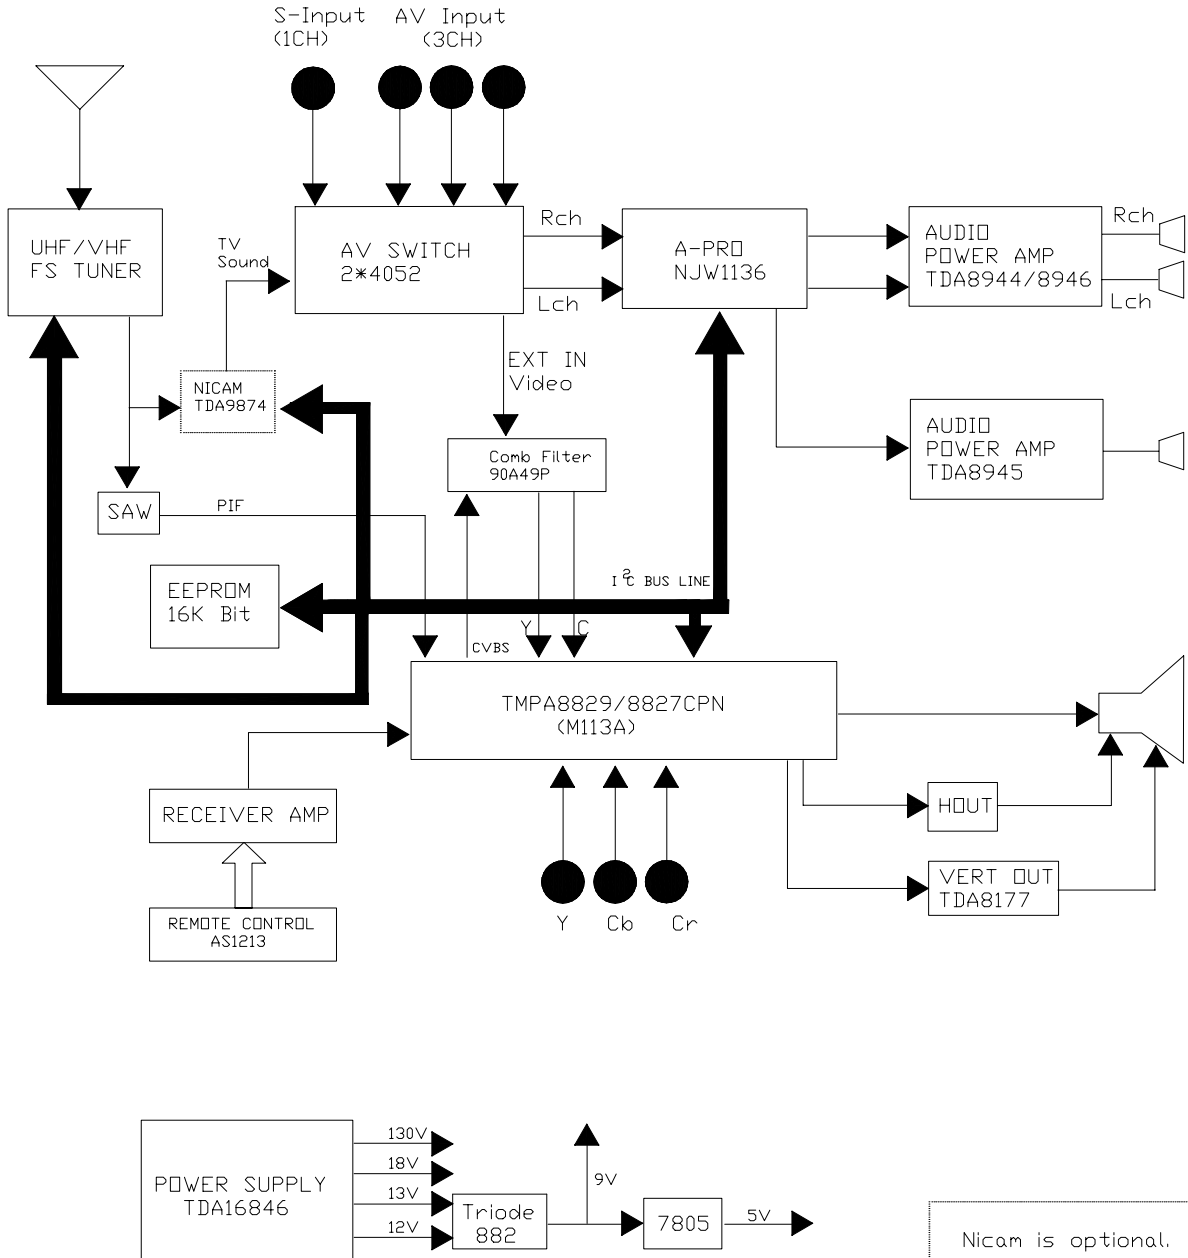 S-Input
(1CH)
AV Input
(3CH)
UHF/VHF
FS TUNER
TV
Sound
AV SWITCH
2*4052
Rch
Lch
A-PRO
NJW1136
AUDIO
POWER AMP
TDA8944/8946
Rch
Lch
EXT IN
Video
NICAM
TDA9874
AUDIO
POWER AMP
TDA8945
Comb Filter
90A49P
SAW
PIF
EEPROM
16K Bit
I²C BUS LINE
Y
C
CVBS
TMPA8829/8827CPN
(M113A)
RECEIVER AMP
HOUT
VERT OUT
TDA8177
REMOTE CONTROL
AS1213
Y
Cb
Cr
130V
18V
13V
12V
POWER SUPPLY
TDA16846
Triode
882
9V
7805
5V
Nicam is optional.